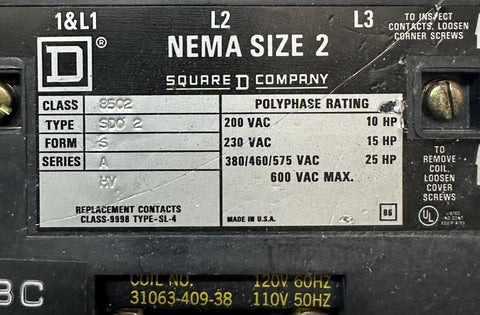 1&L1 L2 L3
TO INSPECT
CONTACTS, LOOSEN
CORNER SCREWS
D ®
NEMA SIZE 2
SQUARE D COMPANY
CLASS 8502
TYPE SDO 2
FORM S
SERIES A
REPLACEMENT CONTACTS
CLASS-9998 TYPE-SL-4
POLYPHASE RATING
200 VAC 10 HP
230 VAC 15 HP
380/460/575 VAC 25 HP
600 VAC MAX.
MADE IN U.S.A.
86
TO
REMOVE
COIL,
LOOSEN
COVER
SCREWS
UL ®
LISTED
IND. CONT.
BC
COIL NO. 120V 60HZ
31063-409-38 110V 50HZ